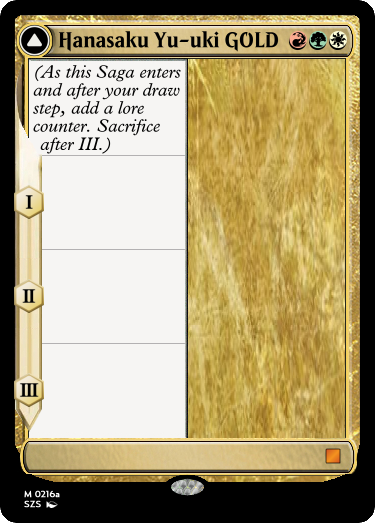 Hanasaku Yu-uki GOLD
(As this Saga enters
and after your draw
step, add a lore
counter. Sacrifice
after III.)
I
II
III
M 0216a
SZS